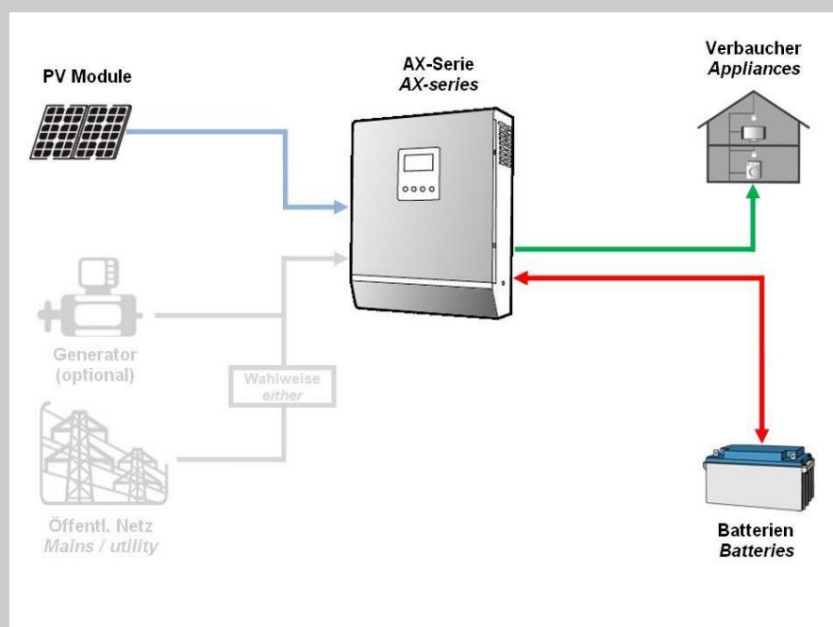 PV Module
AX-Serie
AX-series
Verbaucher
Appliances
Generator
(optional)
Wahlweise
either
Öffentl. Netz
Mains / utility
Batterien
Batteries